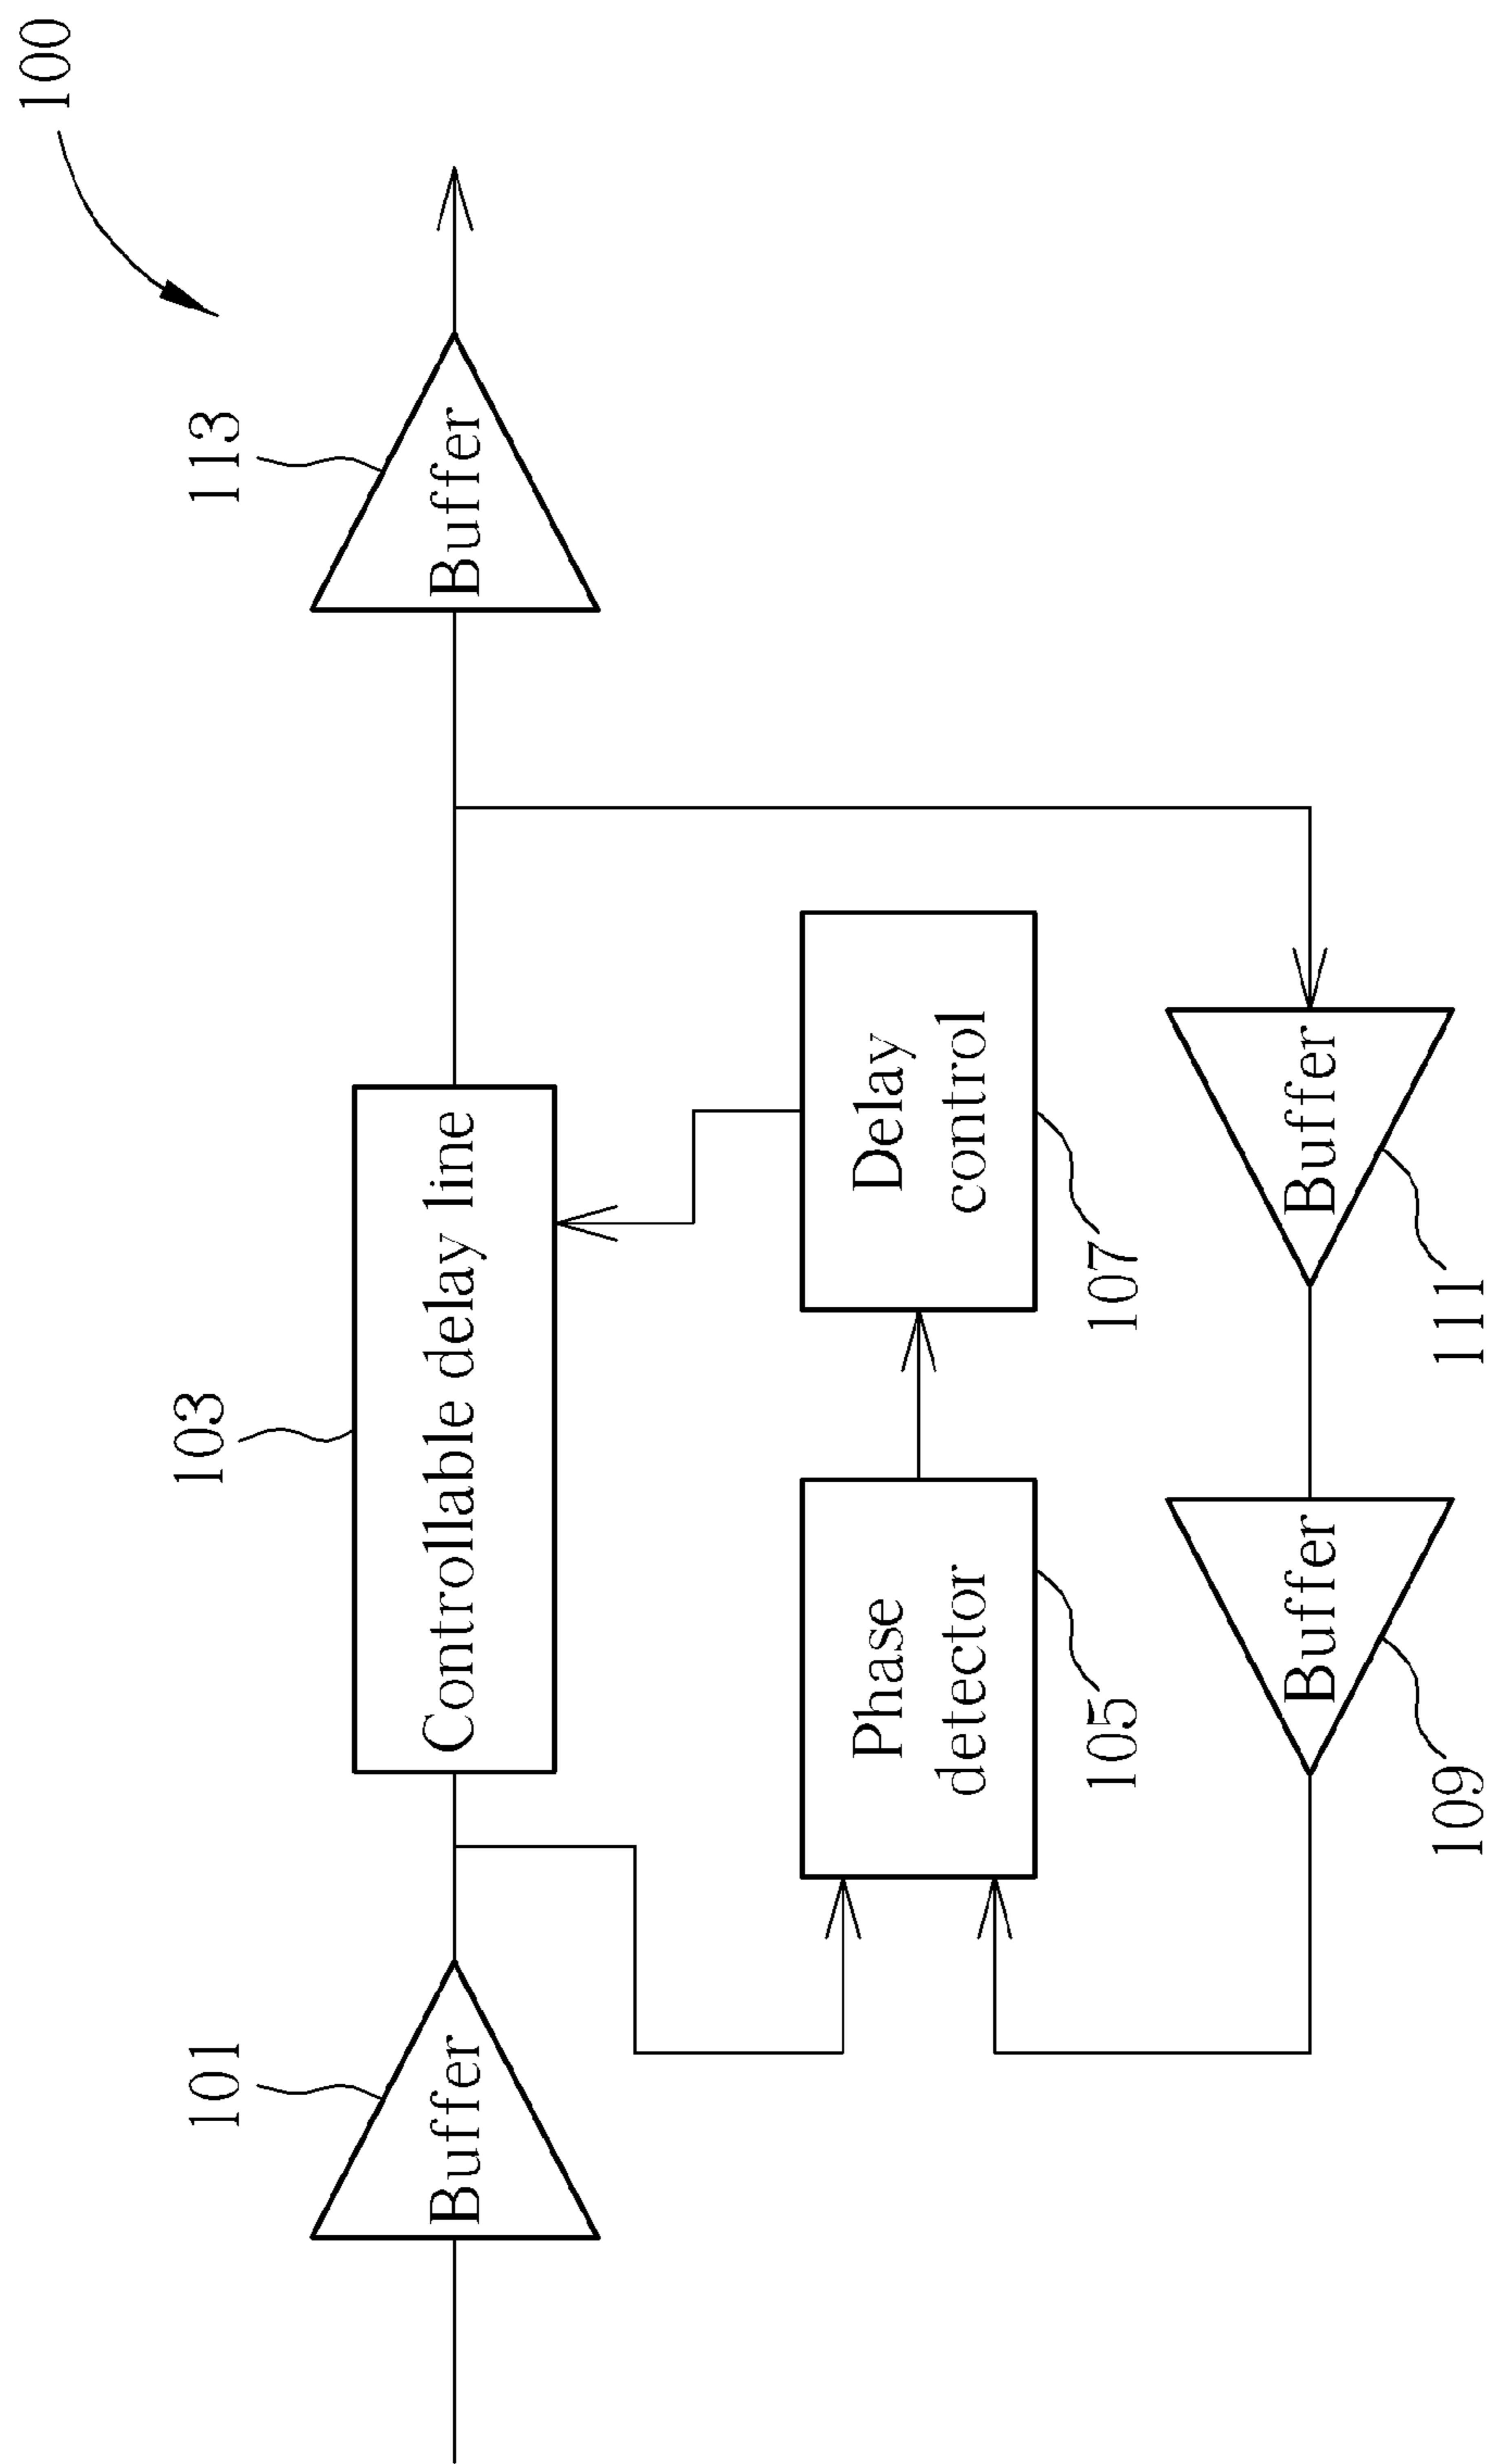 100
101
Buffer
103
Controllable delay line
113
Buffer
Phase
detector
105
Delay
control
107
Buffer
109
Buffer
111